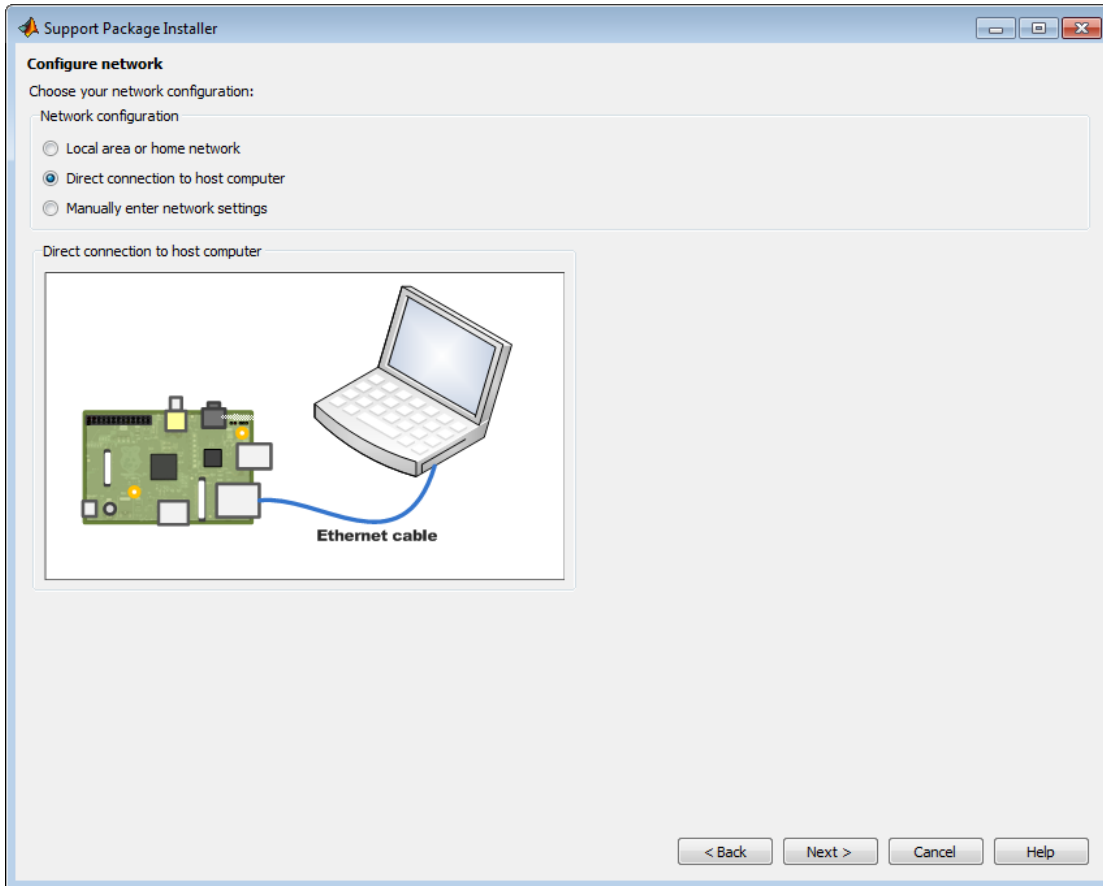 Support Package Installer
Configure network
Choose your network configuration:
Network configuration
Local area or home network
Direct connection to host computer
Manually enter network settings
Direct connection to host computer
Ethernet cable
< Back Next > Cancel Help